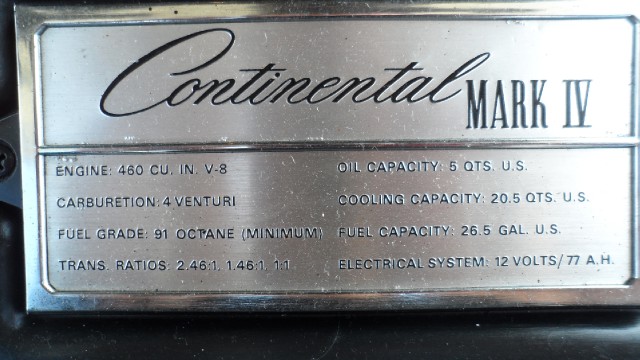 Continental MARK IV
ENGINE: 460 CU. IN. V-8
CARBURETION: 4 VENTURI
FUEL GRADE: 91 OCTANE (MINIMUM)
TRANS. RATIOS: 2.46:1, 1.46:1, 1:1
OIL CAPACITY: 5 QTS. U.S.
COOLING CAPACITY: 20.5 QTS. U.S.
FUEL CAPACITY: 26.5 GAL. U.S.
ELECTRICAL SYSTEM: 12 VOLTS/77 A.H.